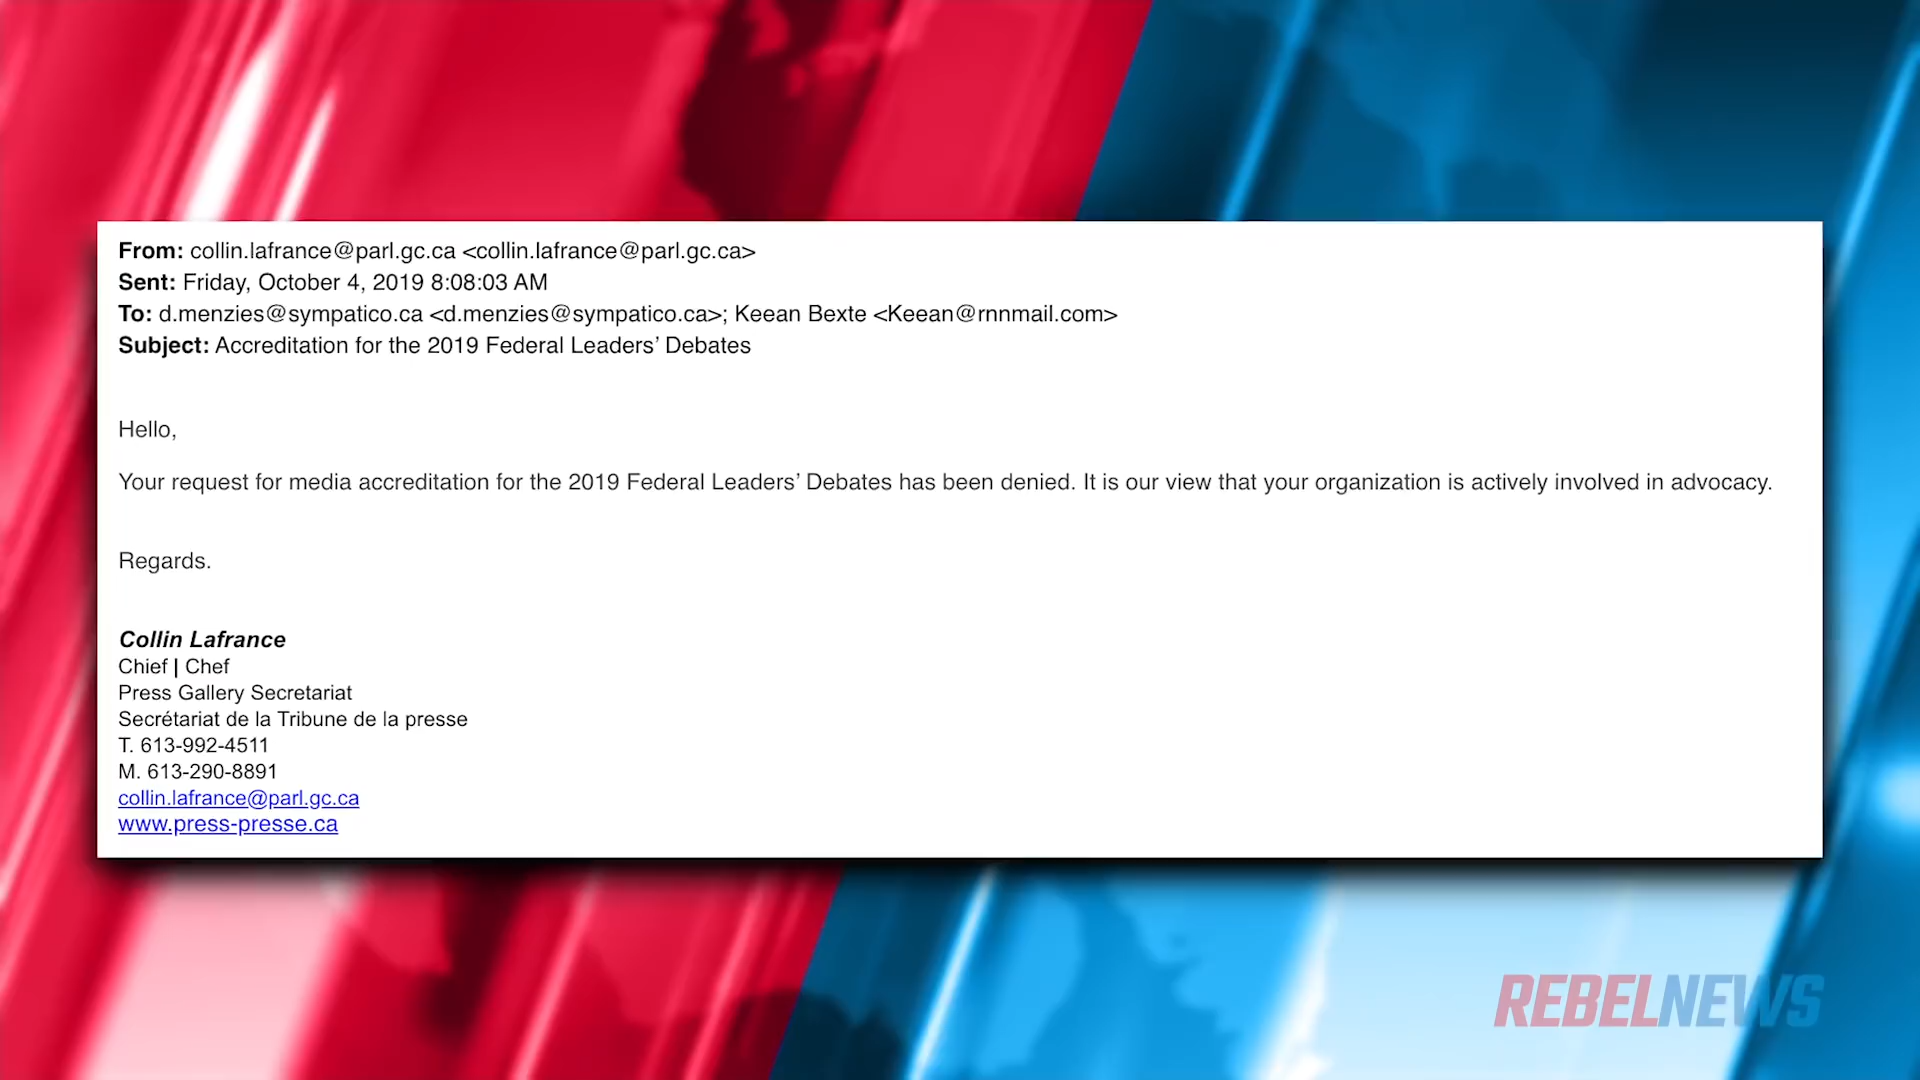 From: collin.lafrance@parl.gc.ca <collin.lafrance@parl.gc.ca>
Sent: Friday, October 4, 2019 8:08:03 AM
To: d.menzies@sympatico.ca <d.menzies@sympatico.ca>; Keean Bexte <Keean@rnnmail.com>
Subject: Accreditation for the 2019 Federal Leaders’ Debates
Hello,
Your request for media accreditation for the 2019 Federal Leaders’ Debates has been denied. It is our view that your organization is actively involved in advocacy.
Regards.
Collin Lafrance
Chief | Chef
Press Gallery Secretariat
Secrétariat de la Tribune de la presse
T. 613-992-4511
M. 613-290-8891
collin.lafrance@parl.gc.ca
www.press-presse.ca
REBELNEWS